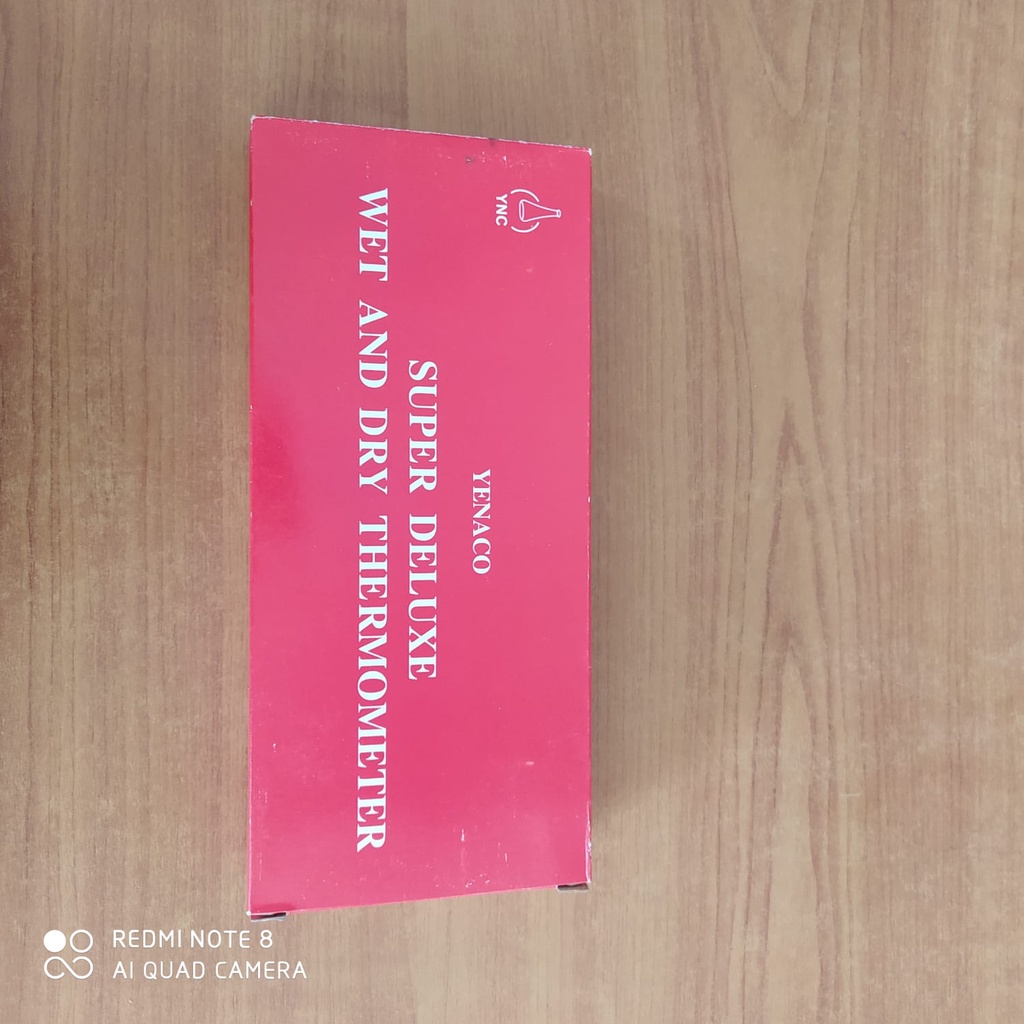 YNC
YENACO
SUPER DELUXE
WET AND DRY THERMOMETER
REDMI NOTE 8
AI QUAD CAMERA